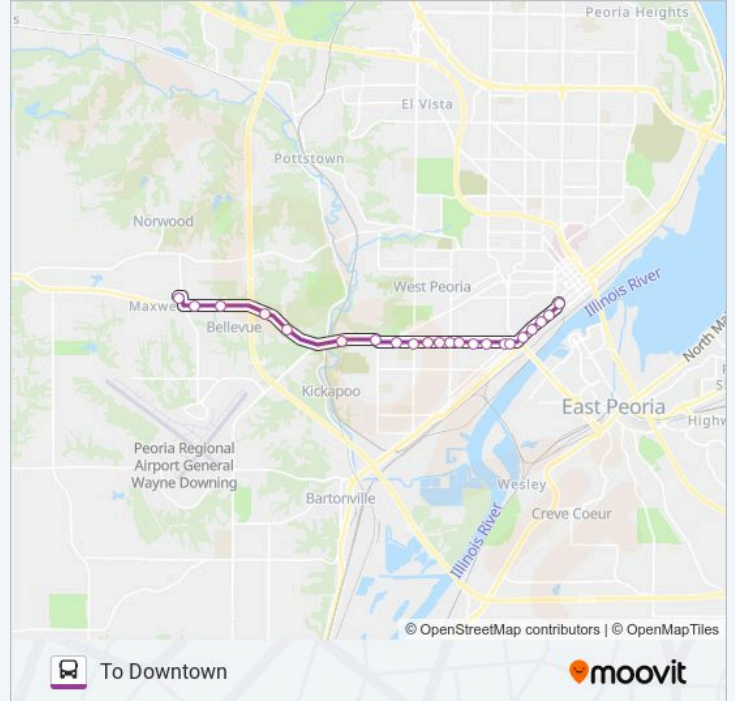 Peoria Heights
s
El Vista
Pottstown
Norwood
West Peoria
Illinois River
Maxwe
Bellevue
North Ma
Kickapoo
East Peoria
Highw
Peoria Regional
Airport General
Wayne Downing
Wesley
Bartonville
Creve Coeur
Illinois River
© OpenStreetMap contributors | © OpenMapTiles
To Downtown
moovit